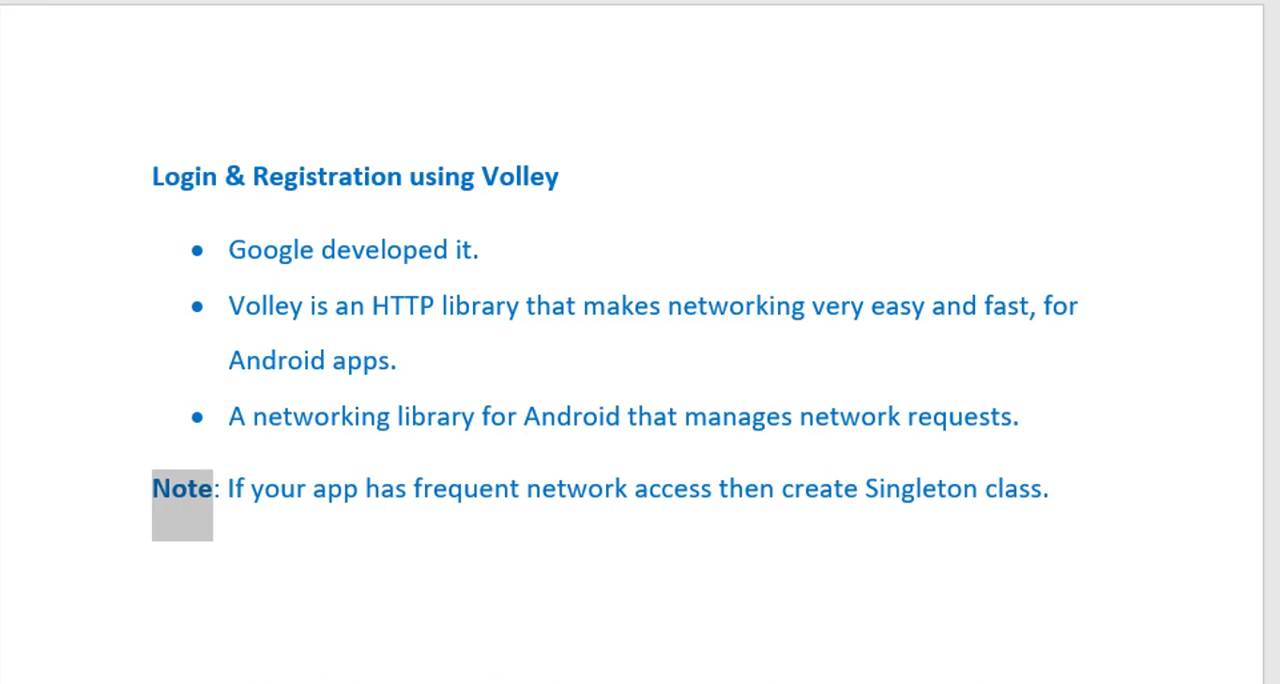 Login & Registration using Volley
• Google developed it.
• Volley is an HTTP library that makes networking very easy and fast, for
Android apps.
• A networking library for Android that manages network requests.
Note: If your app has frequent network access then create Singleton class.